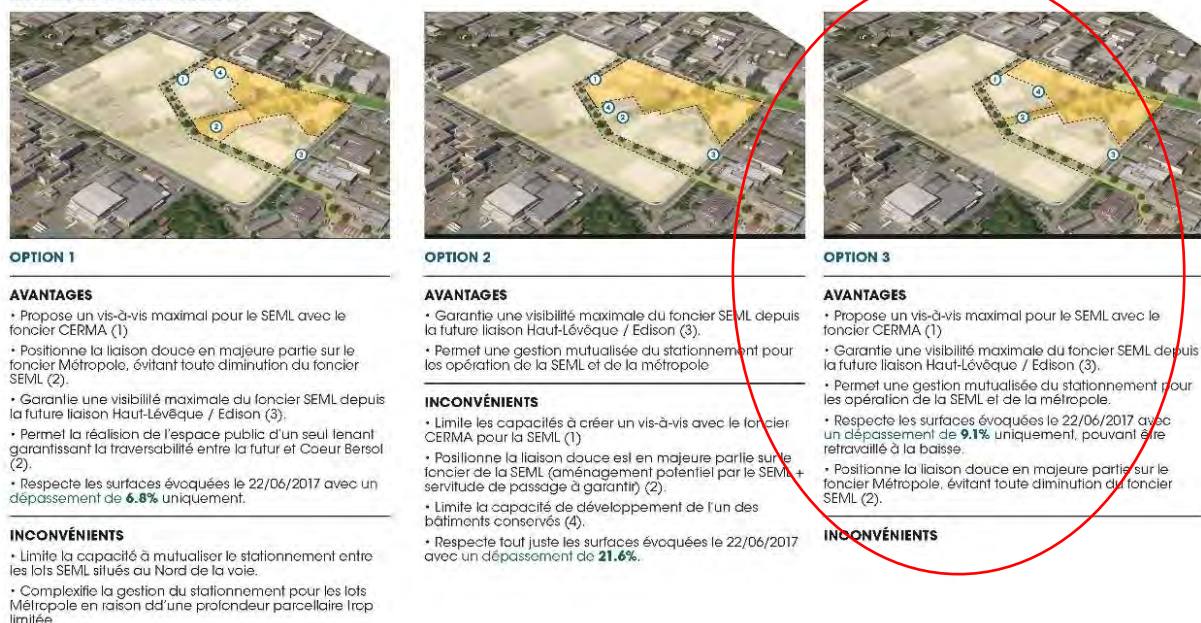 OPTION 1
AVANTAGES
• Propose un vis-à-vis maximal pour le SEML avec le
foncier CERMA (1)
• Positionne la liaison douce en majeure partie sur le
foncier Métropole, évitant toute diminution du foncier
SEML (2).
• Garantie une visibilité maximale du foncier SEML depuis
la future liaison Haut-Lévêque / Edison (3).
• Permet la réalision de l'espace public d'un seul tenant
garantissant la traversabilité entre la futur et Coeur Bersol
(2).
• Respecte les surfaces évoquées le 22/06/2017 avec un
dépassement de 6.8% uniquement.
INCONVÉNIENTS
• Limite la capacité à mutualiser le stationnement entre
les lots SEML situés au Nord de la voie.
• Complexifie la gestion du stationnement pour les lots
Métropole en raison dd'une profondeur parcellaire trop
limitée
OPTION 2
AVANTAGES
• Garantie une visibilité maximale du foncier SEML depuis
la future liaison Haut-Lévêque / Edison (3).
• Permet une gestion mutualisée du stationnement pour
les opération de la SEML et de la métropole
INCONVÉNIENTS
• Limite les capacités à créer un vis-à-vis avec le foncier
CERMA pour la SEML (1)
• Positionne la liaison douce est en majeure partie sur le
foncier de la SEML (aménagement potentiel par le SEML +
servitude de passage à garantir) (2).
• Limite la capacité de développement de l'un des
bâtiments conservés (4).
• Respecte tout juste les surfaces évoquées le 22/06/2017
avec un dépassement de 21.6%.
OPTION 3
AVANTAGES
• Propose un vis-à-vis maximal pour le SEML avec le
foncier CERMA (1)
• Garantie une visibilité maximale du foncier SEML depuis
la future liaison Haut-Lévêque / Edison (3).
• Permet une gestion mutualisée du stationnement pour
les opération de la SEML et de la métropole.
• Respecte les surfaces évoquées le 22/06/2017 avec
un dépassement de 9.1% uniquement, pouvant être
retravaillé à la baisse.
• Positionne la liaison douce en majeure partie sur le
foncier Métropole, évitant toute diminution du foncier
SEML (2).
INCONVÉNIENTS
1
4
2
3
1
4
2
3
1
4
2
3